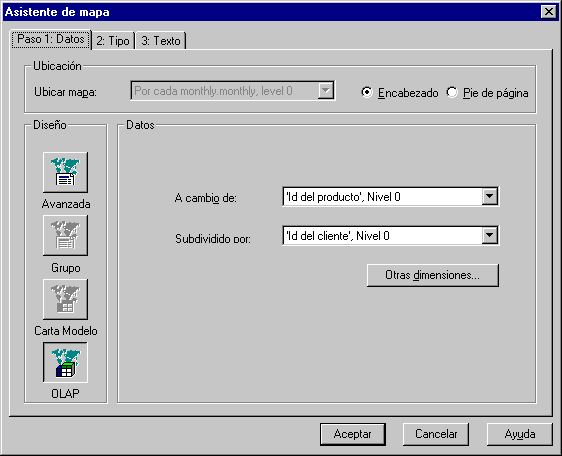 Asistente de mapa
Paso 1: Datos
2: Tipo
3: Texto
Ubicación
Ubicar mapa:
Por cada monthly.monthly, level 0
Encabezado
Pie de página
Diseño
Avanzada
Grupo
Carta Modelo
OLAP
Datos
A cambio de:
'Id del producto', Nivel 0
Subdividido por:
'Id del cliente', Nivel 0
Otras dimensiones...
Aceptar
Cancelar
Ayuda